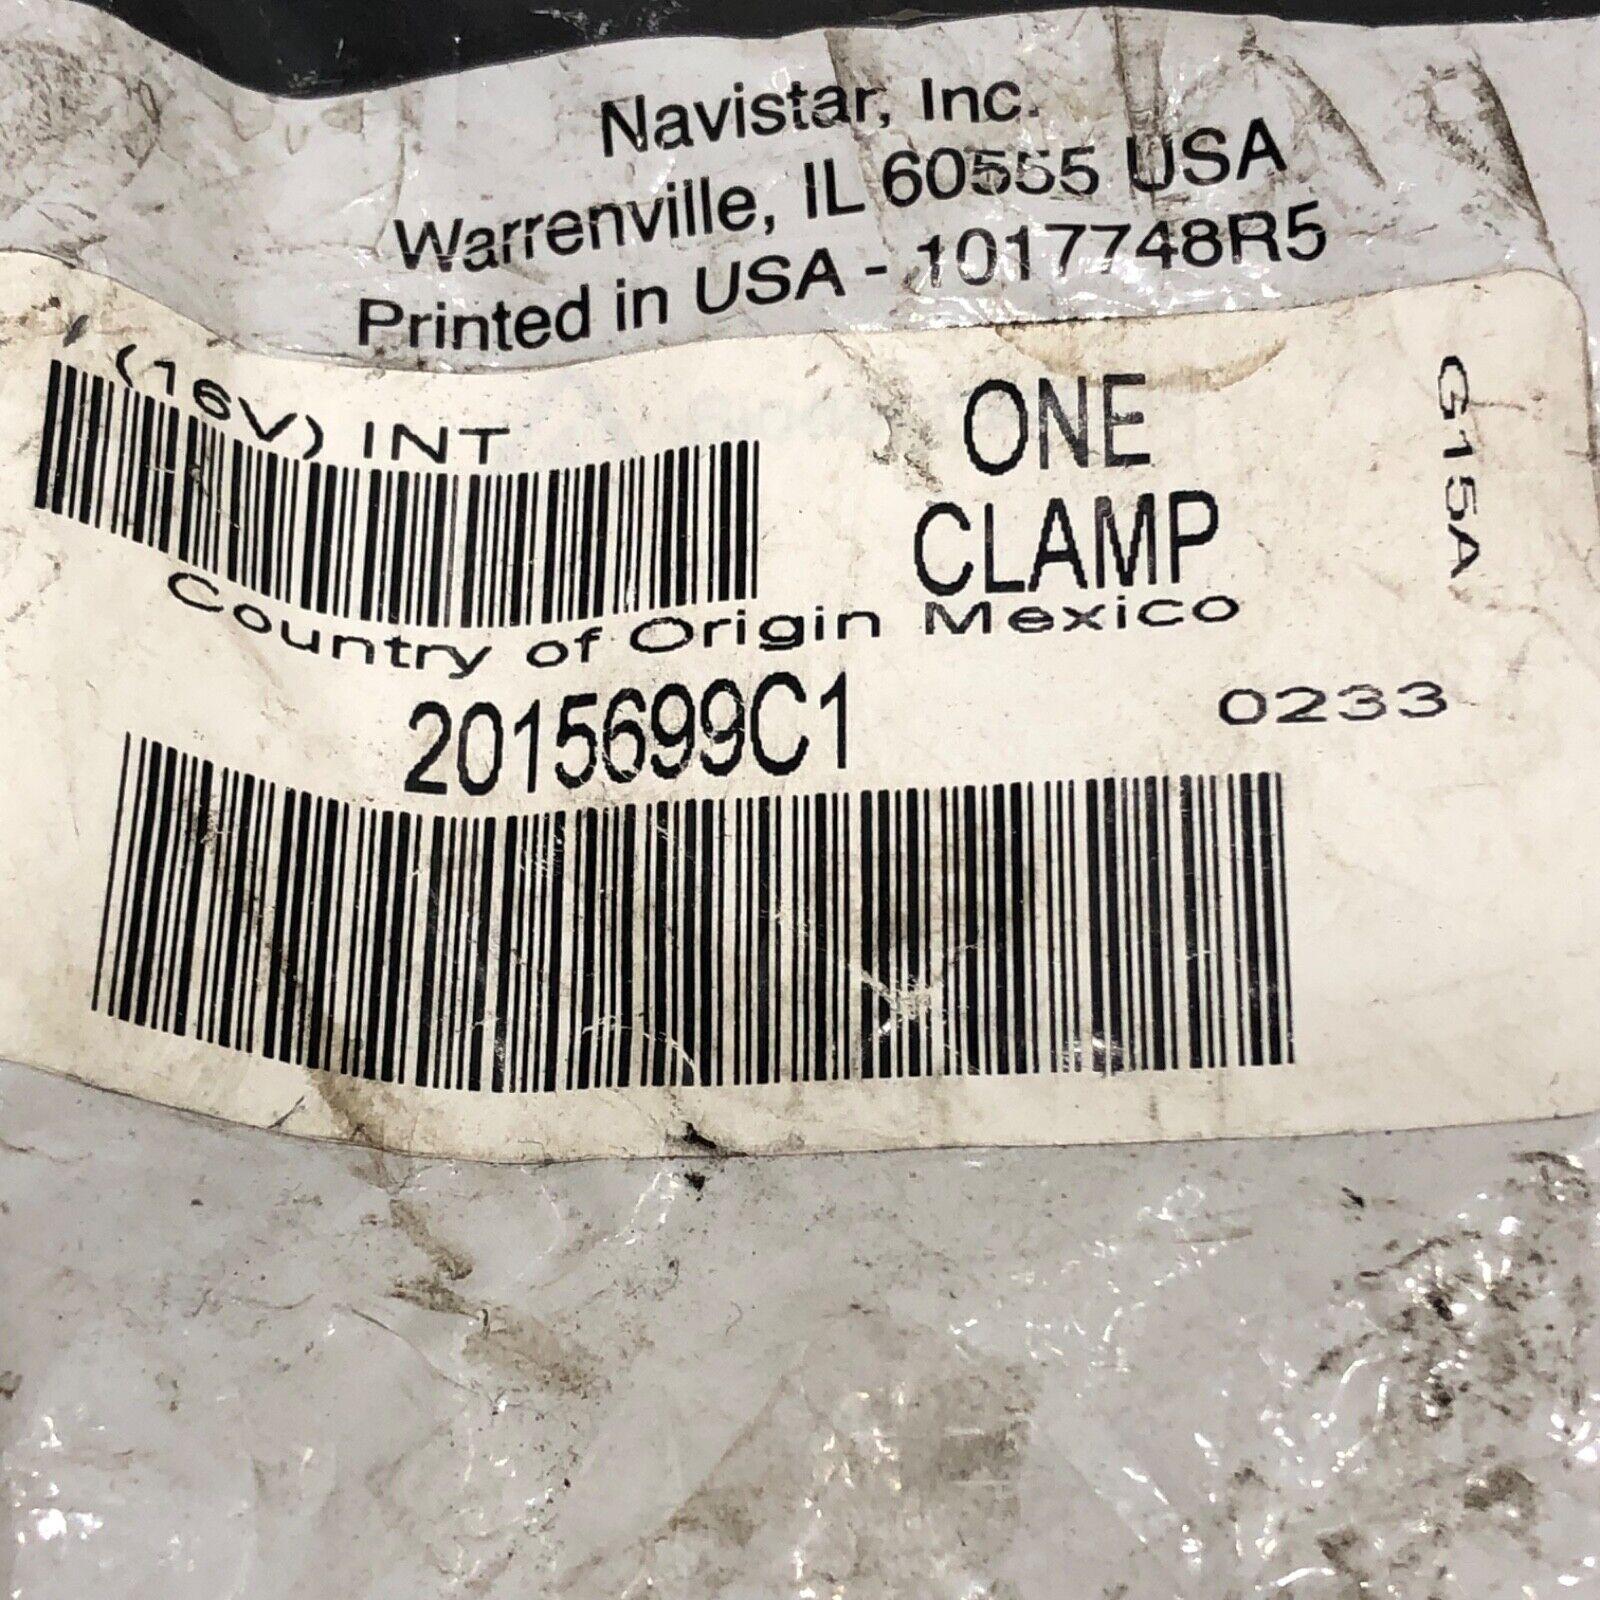 Navistar, Inc.
Warrenville, IL 60555 USA
Printed in USA - 1017748R5
(16V) INT
ONE
CLAMP
G15A
Country of Origin Mexico
2015699C1
0233